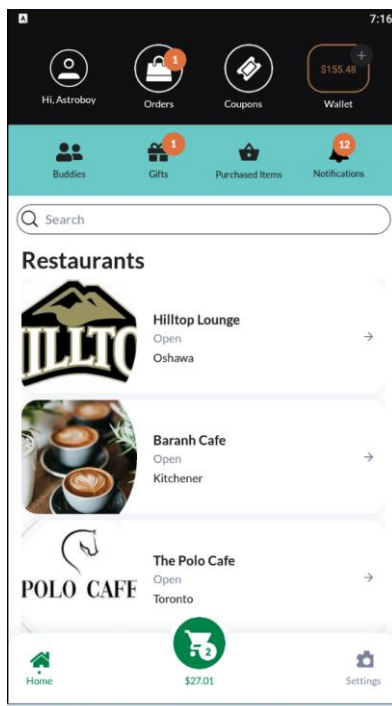 A
7:16
$155.48
+
1
Hi, Astroboy
Orders
Coupons
Wallet
1
12
Buddies
Gifts
Purchased Items
Notifications
Search
Restaurants
HILLTO
Hilltop Lounge
Open
Oshawa
Baranh Cafe
Open
Kitchener
POLO CAFE
The Polo Cafe
Open
Toronto
2
Home
$27.01
Settings